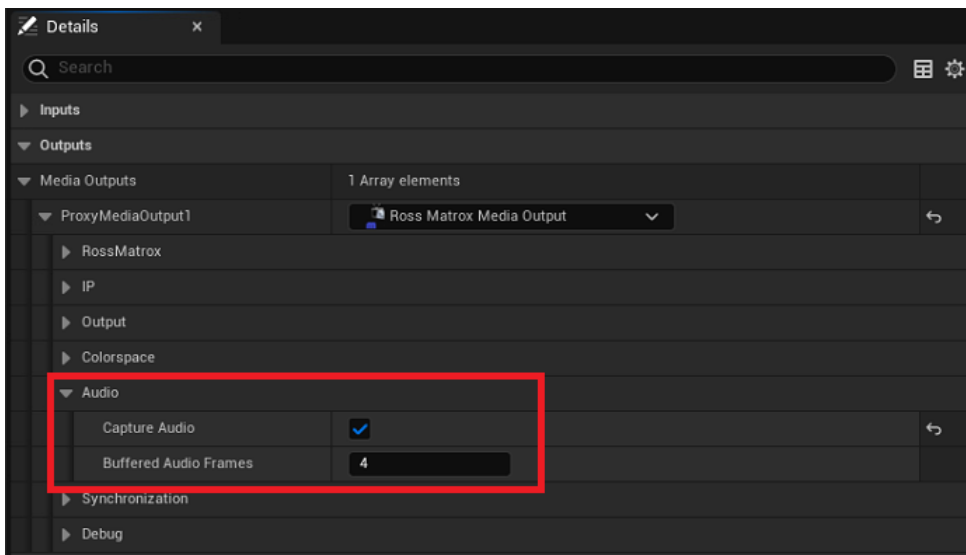 Details
Search
Inputs
Outputs
Media Outputs 1 Array elements
ProxyMediaOutput1 Ross Matrox Media Output
RossMatrox
IP
Output
Colorspace
Audio
Capture Audio
Buffered Audio Frames 4
Synchronization
Debug